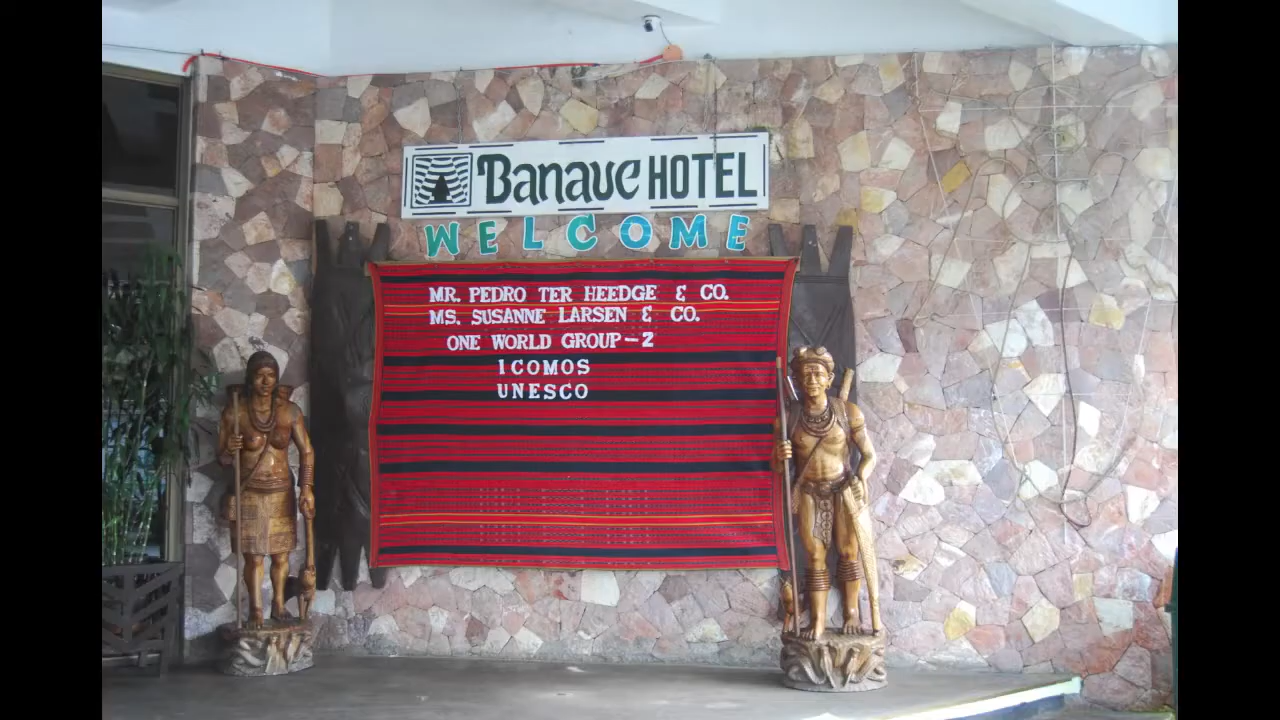 Banaue HOTEL
WELCOME
MR. PEDRO TER HEEDGE & CO.
MS. SUSANNE LARSEN & CO.
ONE WORLD GROUP-2
ICOMOS
UNESCO